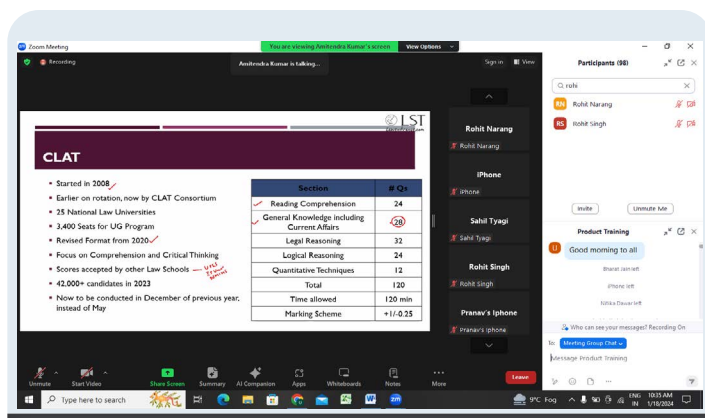 Zoom Meeting
You are viewing Amitendra Kumar's screen
View Options
Recording
Amitendra Kumar is talking...
Sign in
View
LST
CLAT
Started in 2008
Earlier on rotation, now by CLAT Consortium
25 National Law Universities
3,400 Seats for UG Program
Revised Format from 2020
Focus on Comprehension and Critical Thinking
Scores accepted by other Law Schools
42,000+ candidates in 2023
Now to be conducted in December of previous year,
instead of May
Section # Qs
Reading Comprehension 24
General Knowledge including
Current Affairs 28
Legal Reasoning 32
Logical Reasoning 24
Quantitative Techniques 12
Total 120
Time allowed 120 min
Marking Scheme +1/-0.25
Rohit Narang
Rohit Narang
iPhone
iPhone
Sahil Tyagi
Sahil Tyagi
Rohit Singh
Rohit Singh
Pranav's Iphone
Pranav's Iphone
Participants (98)
rohi
RN Rohit Narang
RS Rohit Singh
Invite
Unmute Me
Product Training
U Good morning to all
Bharat Jain left
iPhone left
Nitika Dawar left
Who can see your messages? Recording On
To: Meeting Group Chat
Message Product Training
Unmute
Start Video
Share Screen
Summary
AI Companion
Apps
Whiteboards
Notes
More
Leave
Type here to search
9°C Fog
ENG
IN
10:35 AM
1/18/2024